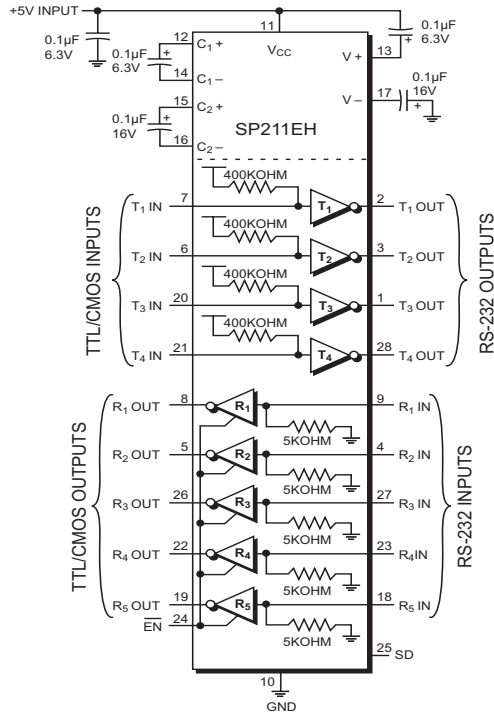 +5V INPUT
0.1µF
6.3V
0.1µF
6.3V
0.1µF
16V
12
C1 +
14
C1 –
15
C2 +
16
C2 –
11
VCC
V +
13
0.1µF
6.3V
V –
17
0.1µF
16V
SP211EH
TTL/CMOS INPUTS
RS-232 OUTPUTS
400KOHM
T1 IN 7 T1 2 T1 OUT
400KOHM
T2 IN 6 T2 3 T2 OUT
400KOHM
T3 IN 20 T3 1 T3 OUT
400KOHM
T4 IN 21 T4 28 T4 OUT
TTL/CMOS OUTPUTS
RS-232 INPUTS
R1 OUT 8 R1 9 R1 IN
5KOHM
R2 OUT 5 R2 4 R2 IN
5KOHM
R3 OUT 26 R3 27 R3 IN
5KOHM
R4 OUT 22 R4 23 R4IN
5KOHM
R5 OUT 19 R5 18 R5 IN
5KOHM
EN 24
25 SD
10
GND